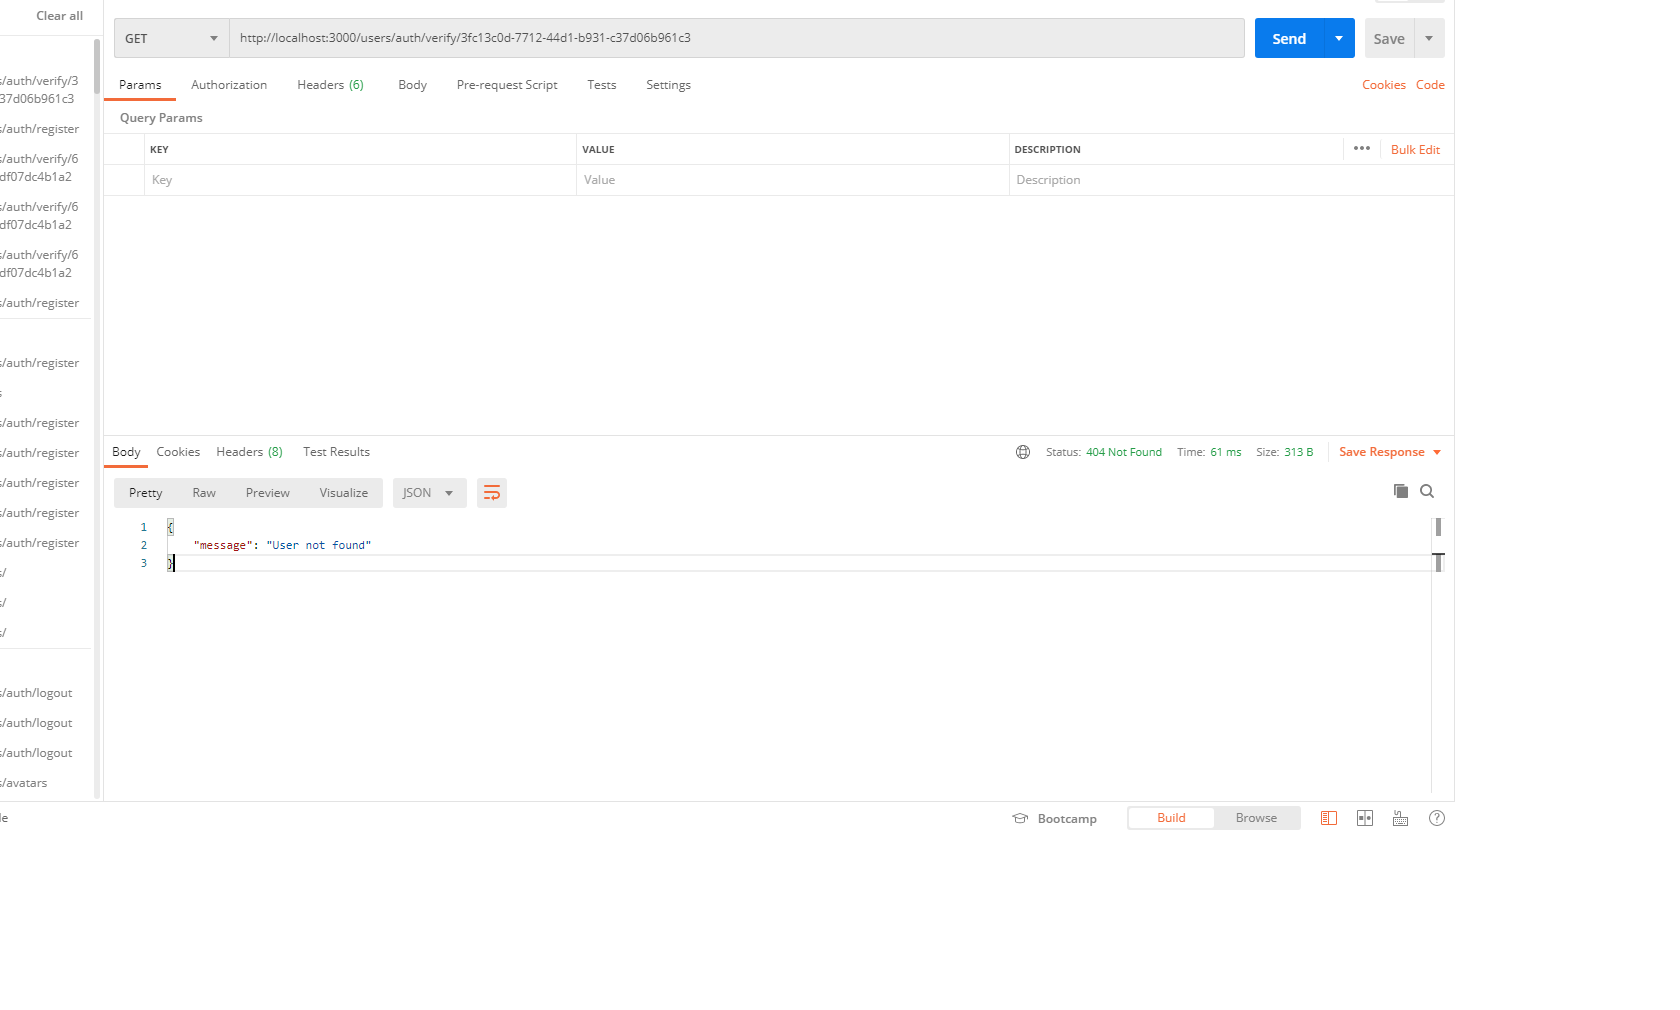 Clear all
s/auth/verify/3
37d06b961c3
s/auth/register
s/auth/verify/6
df07dc4b1a2
s/auth/verify/6
df07dc4b1a2
s/auth/verify/6
df07dc4b1a2
s/auth/register
s/auth/register
s
s/auth/register
s/auth/register
s/auth/register
s/auth/register
s/auth/register
s/
s/
s/
s/auth/logout
s/auth/logout
s/auth/logout
s/avatars
le
GET http://localhost:3000/users/auth/verify/3fc13c0d-7712-44d1-b931-c37d06b961c3 Send Save
Params Authorization Headers (6) Body Pre-request Script Tests Settings Cookies Code
Query Params
KEY VALUE DESCRIPTION ••• Bulk Edit
Key Value Description
Body Cookies Headers (8) Test Results Status: 404 Not Found Time: 61 ms Size: 313 B Save Response
Pretty Raw Preview Visualize JSON
1 {
2 "message": "User not found"
3 }
Bootcamp Build Browse ?